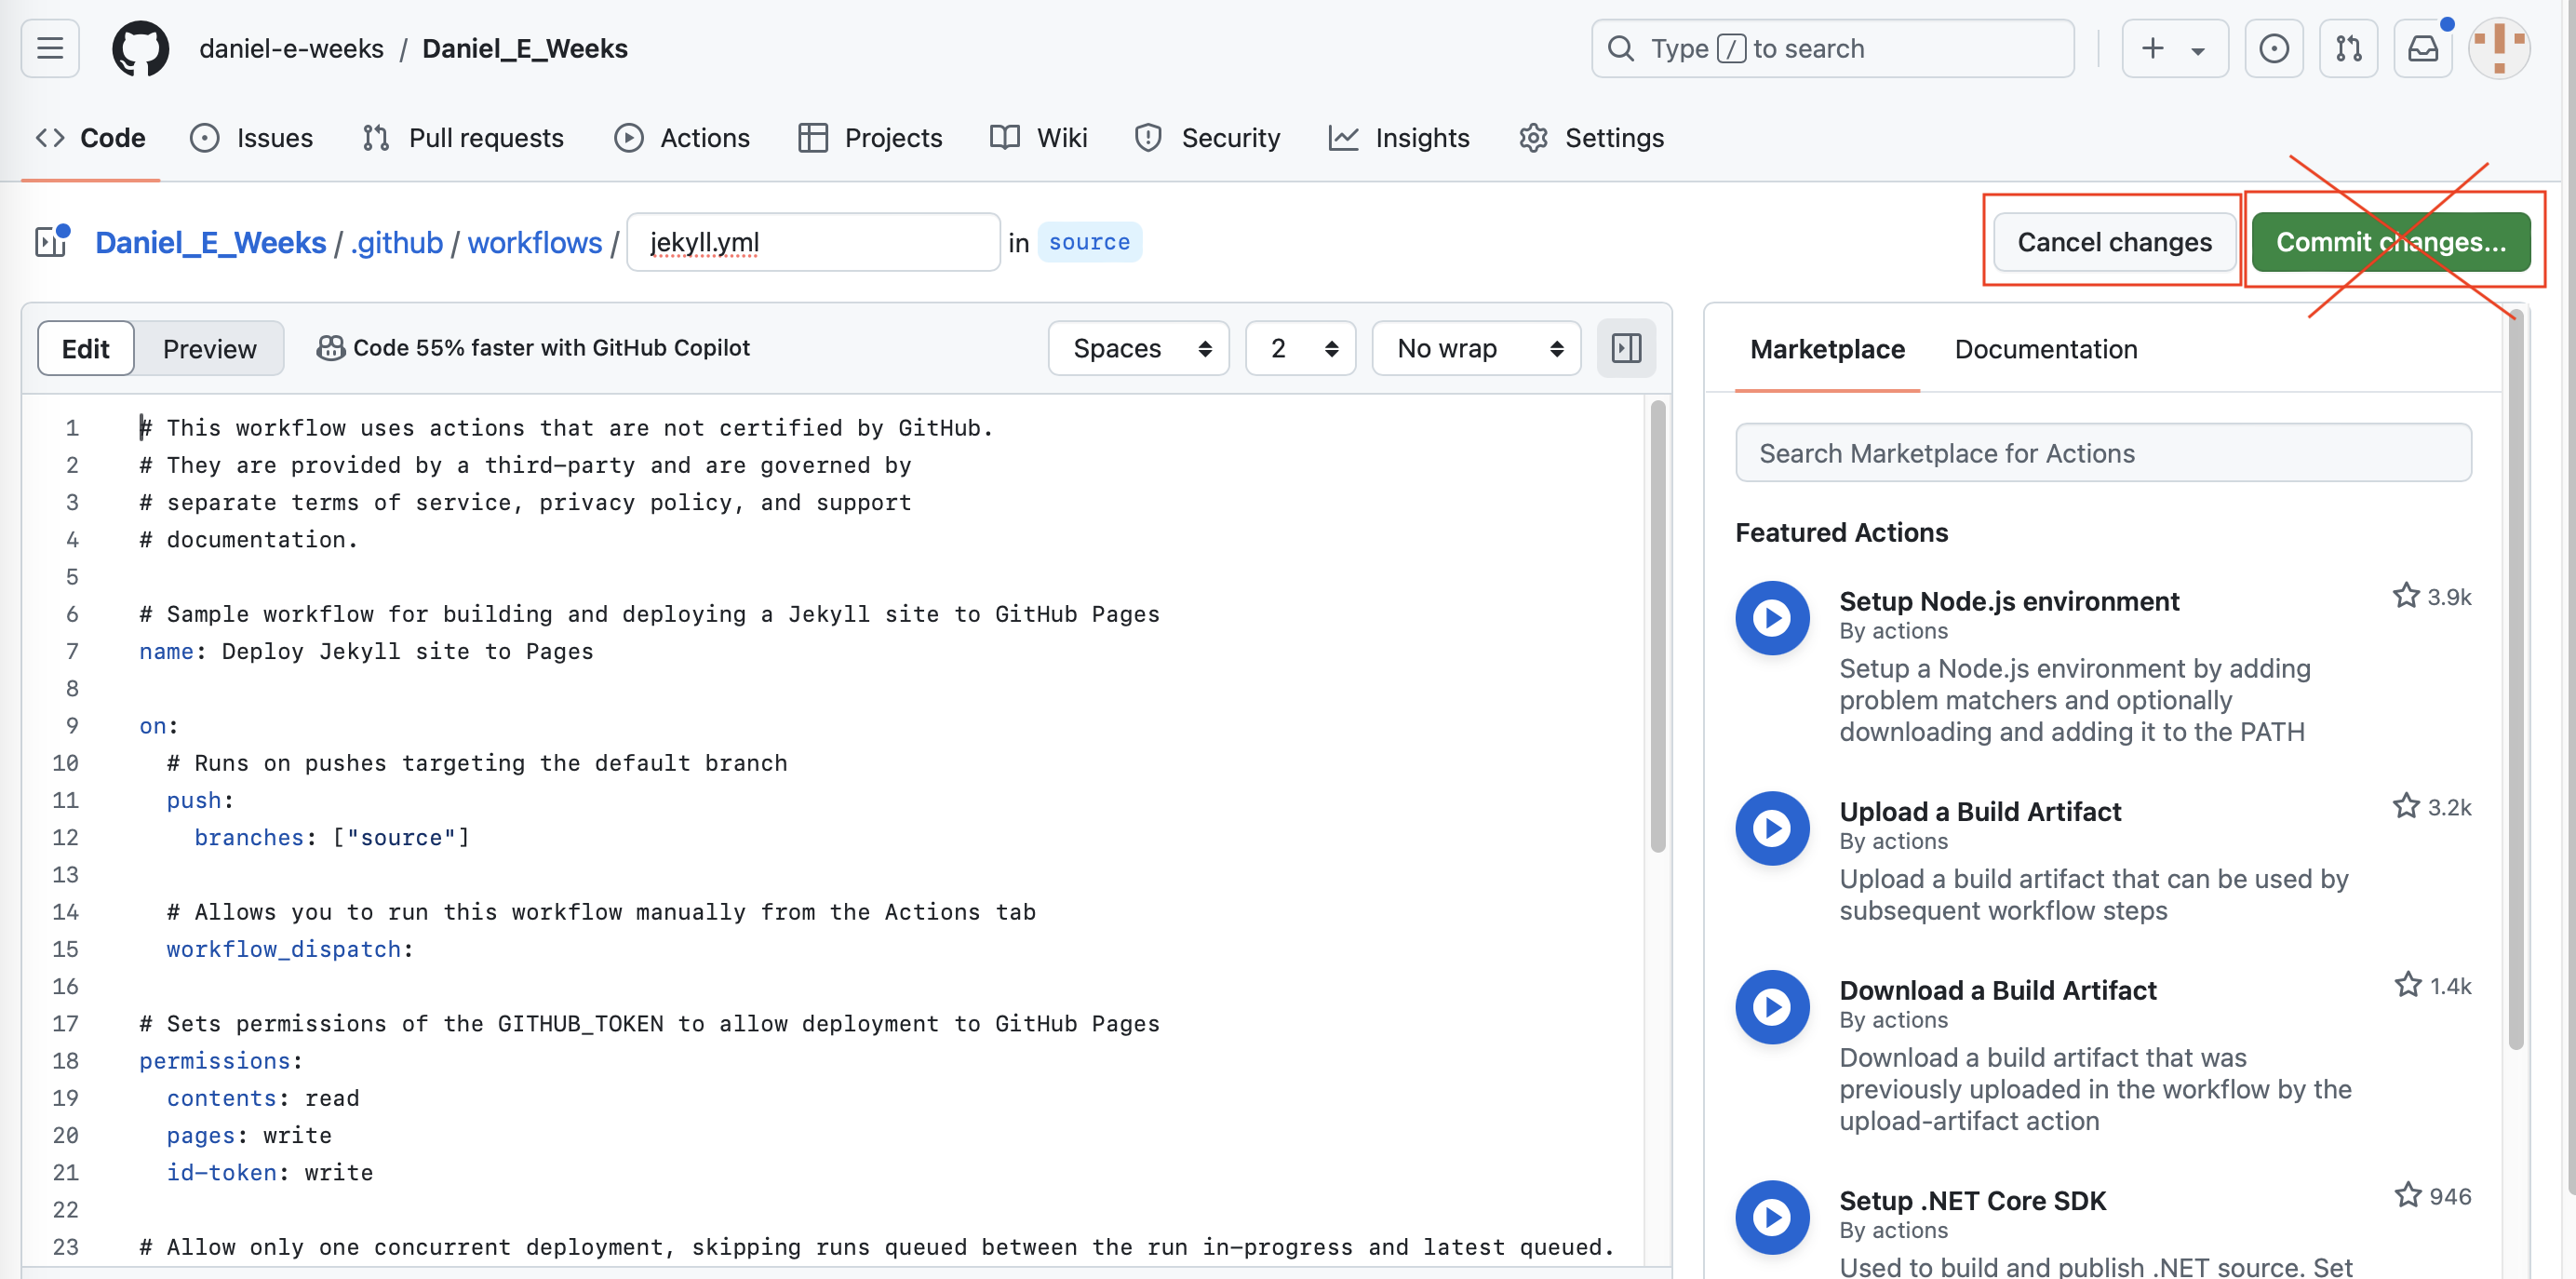 daniel-e-weeks / Daniel_E_Weeks
Type / to search
Code Issues Pull requests Actions Projects Wiki Security Insights Settings
Daniel_E_Weeks / .github / workflows / jekyll.yml in source
Cancel changes
Commit changes...
Edit Preview Code 55% faster with GitHub Copilot Spaces 2 No wrap
1 # This workflow uses actions that are not certified by GitHub.
2 # They are provided by a third-party and are governed by
3 # separate terms of service, privacy policy, and support
4 # documentation.
5
6 # Sample workflow for building and deploying a Jekyll site to GitHub Pages
7 name: Deploy Jekyll site to Pages
8
9 on:
10 # Runs on pushes targeting the default branch
11 push:
12 branches: ["source"]
13
14 # Allows you to run this workflow manually from the Actions tab
15 workflow_dispatch:
16
17 # Sets permissions of the GITHUB_TOKEN to allow deployment to GitHub Pages
18 permissions:
19 contents: read
20 pages: write
21 id-token: write
22
23 # Allow only one concurrent deployment, skipping runs queued between the run in-progress and latest queued.
Marketplace Documentation
Search Marketplace for Actions
Featured Actions
Setup Node.js environment 3.9k
By actions
Setup a Node.js environment by adding
problem matchers and optionally
downloading and adding it to the PATH
Upload a Build Artifact 3.2k
By actions
Upload a build artifact that can be used by
subsequent workflow steps
Download a Build Artifact 1.4k
By actions
Download a build artifact that was
previously uploaded in the workflow by the
upload-artifact action
Setup .NET Core SDK 946
By actions
Used to build and publish .NET source. Set